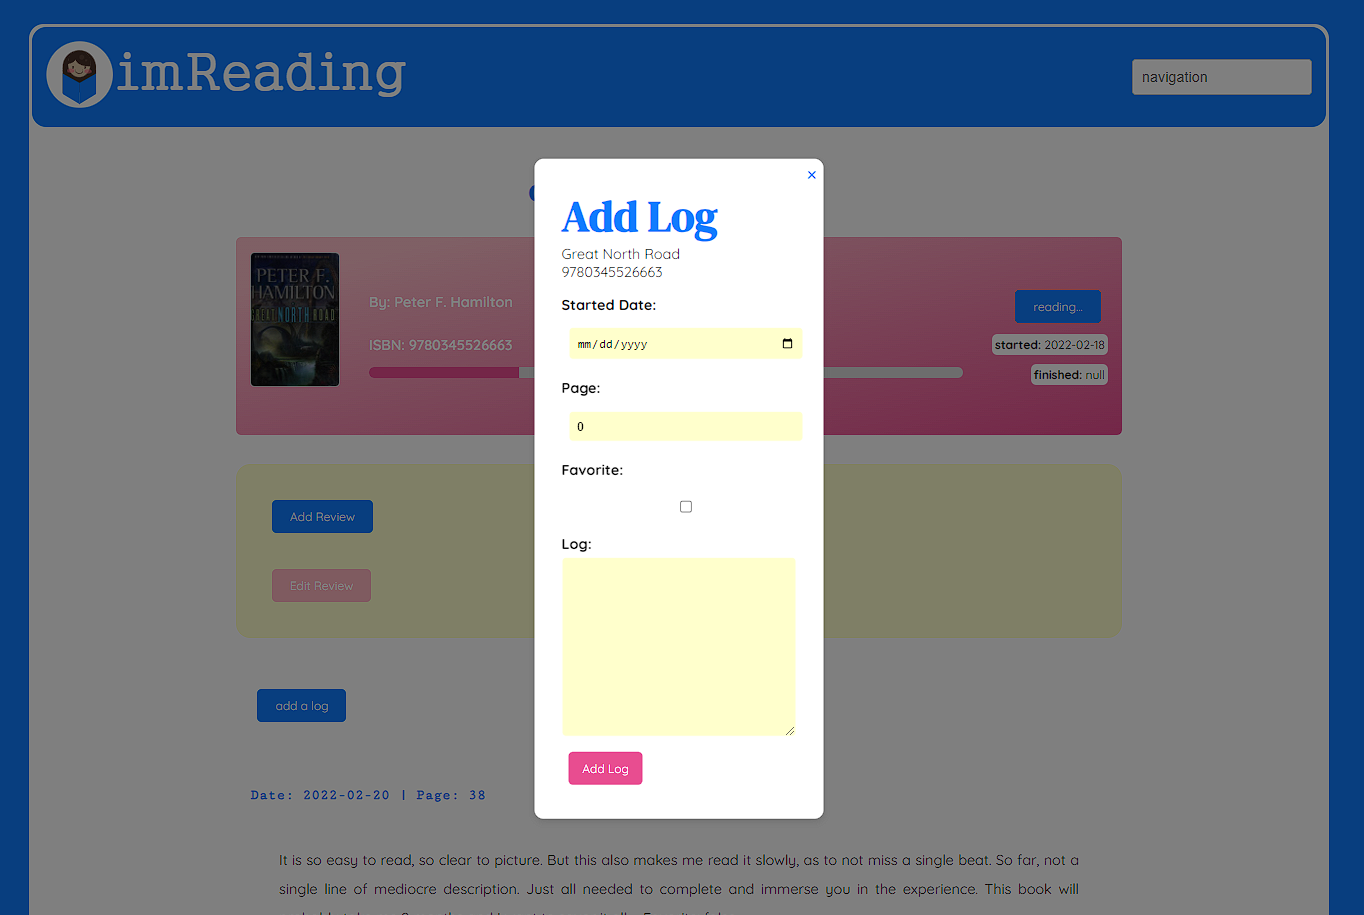 imReading
navigation
Add Log
Great North Road
9780345526663
Started Date:
mm/dd/yyyy
Page:
0
Favorite:
Log:
Add Log
PETER F.
HAMILTON
GREAT NORTH ROAD
By: Peter F. Hamilton
ISBN: 9780345526663
reading...
started: 2022-02-18
finished: null
Add Review
Edit Review
add a log
Date: 2022-02-20 | Page: 38
It is so easy to read, so clear to picture. But this also makes me read it slowly, as to not miss a single beat. So far, not a
single line of mediocre description. Just all needed to complete and immerse you in the experience. This book will